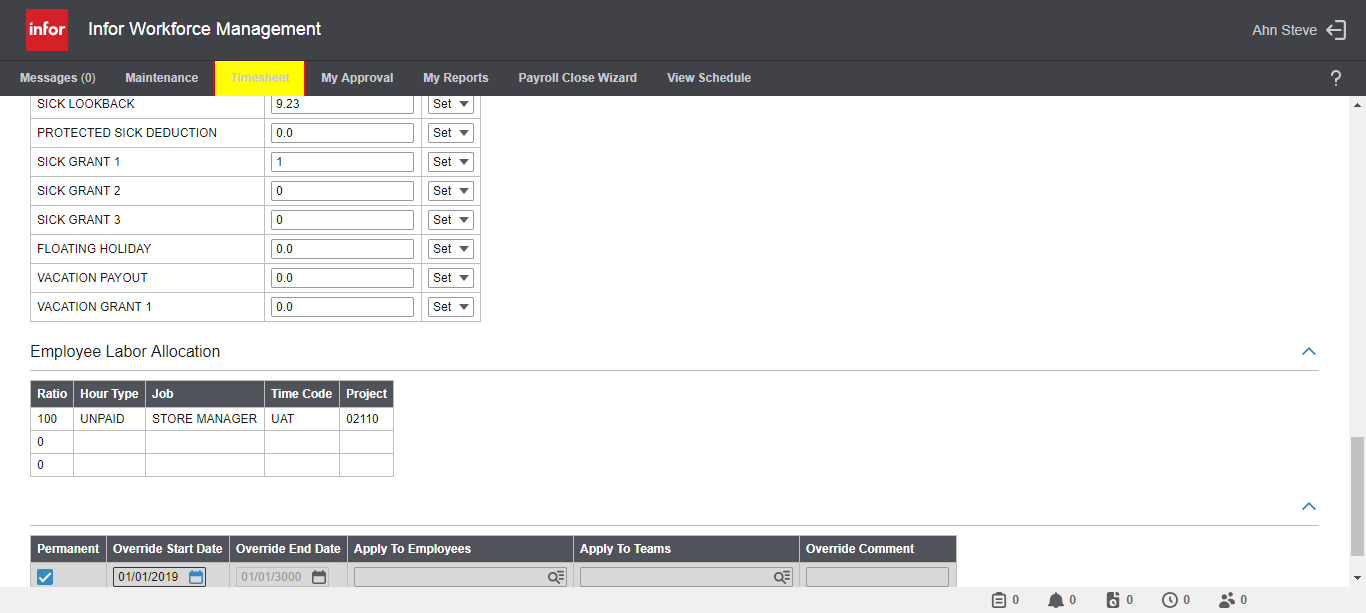 infor Infor Workforce Management Ahn Steve
Messages (0) Maintenance Timesheet My Approval My Reports Payroll Close Wizard View Schedule ?
SICK LOOKBACK 9.23 Set
PROTECTED SICK DEDUCTION 0.0 Set
SICK GRANT 1 1 Set
SICK GRANT 2 0 Set
SICK GRANT 3 0 Set
FLOATING HOLIDAY 0.0 Set
VACATION PAYOUT 0.0 Set
VACATION GRANT 1 0.0 Set
Employee Labor Allocation
Ratio Hour Type Job Time Code Project
100 UNPAID STORE MANAGER UAT 02110
0
0
Permanent Override Start Date Override End Date Apply To Employees Apply To Teams Override Comment
01/01/2019 01/01/3000
0 0 0 0 0